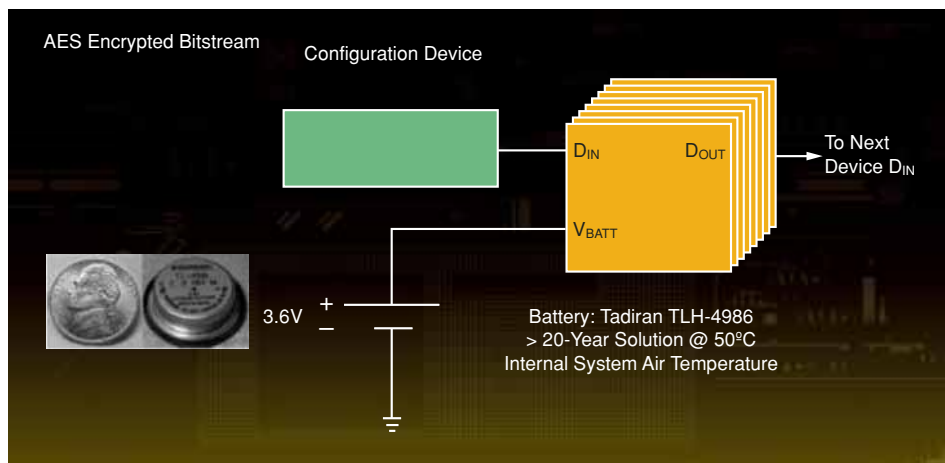 AES Encrypted Bitstream
Configuration Device
DIN
DOUT
To Next
Device DIN
VBATT
3.6V
+
–
Battery: Tadiran TLH-4986
> 20-Year Solution @ 50ºC
Internal System Air Temperature